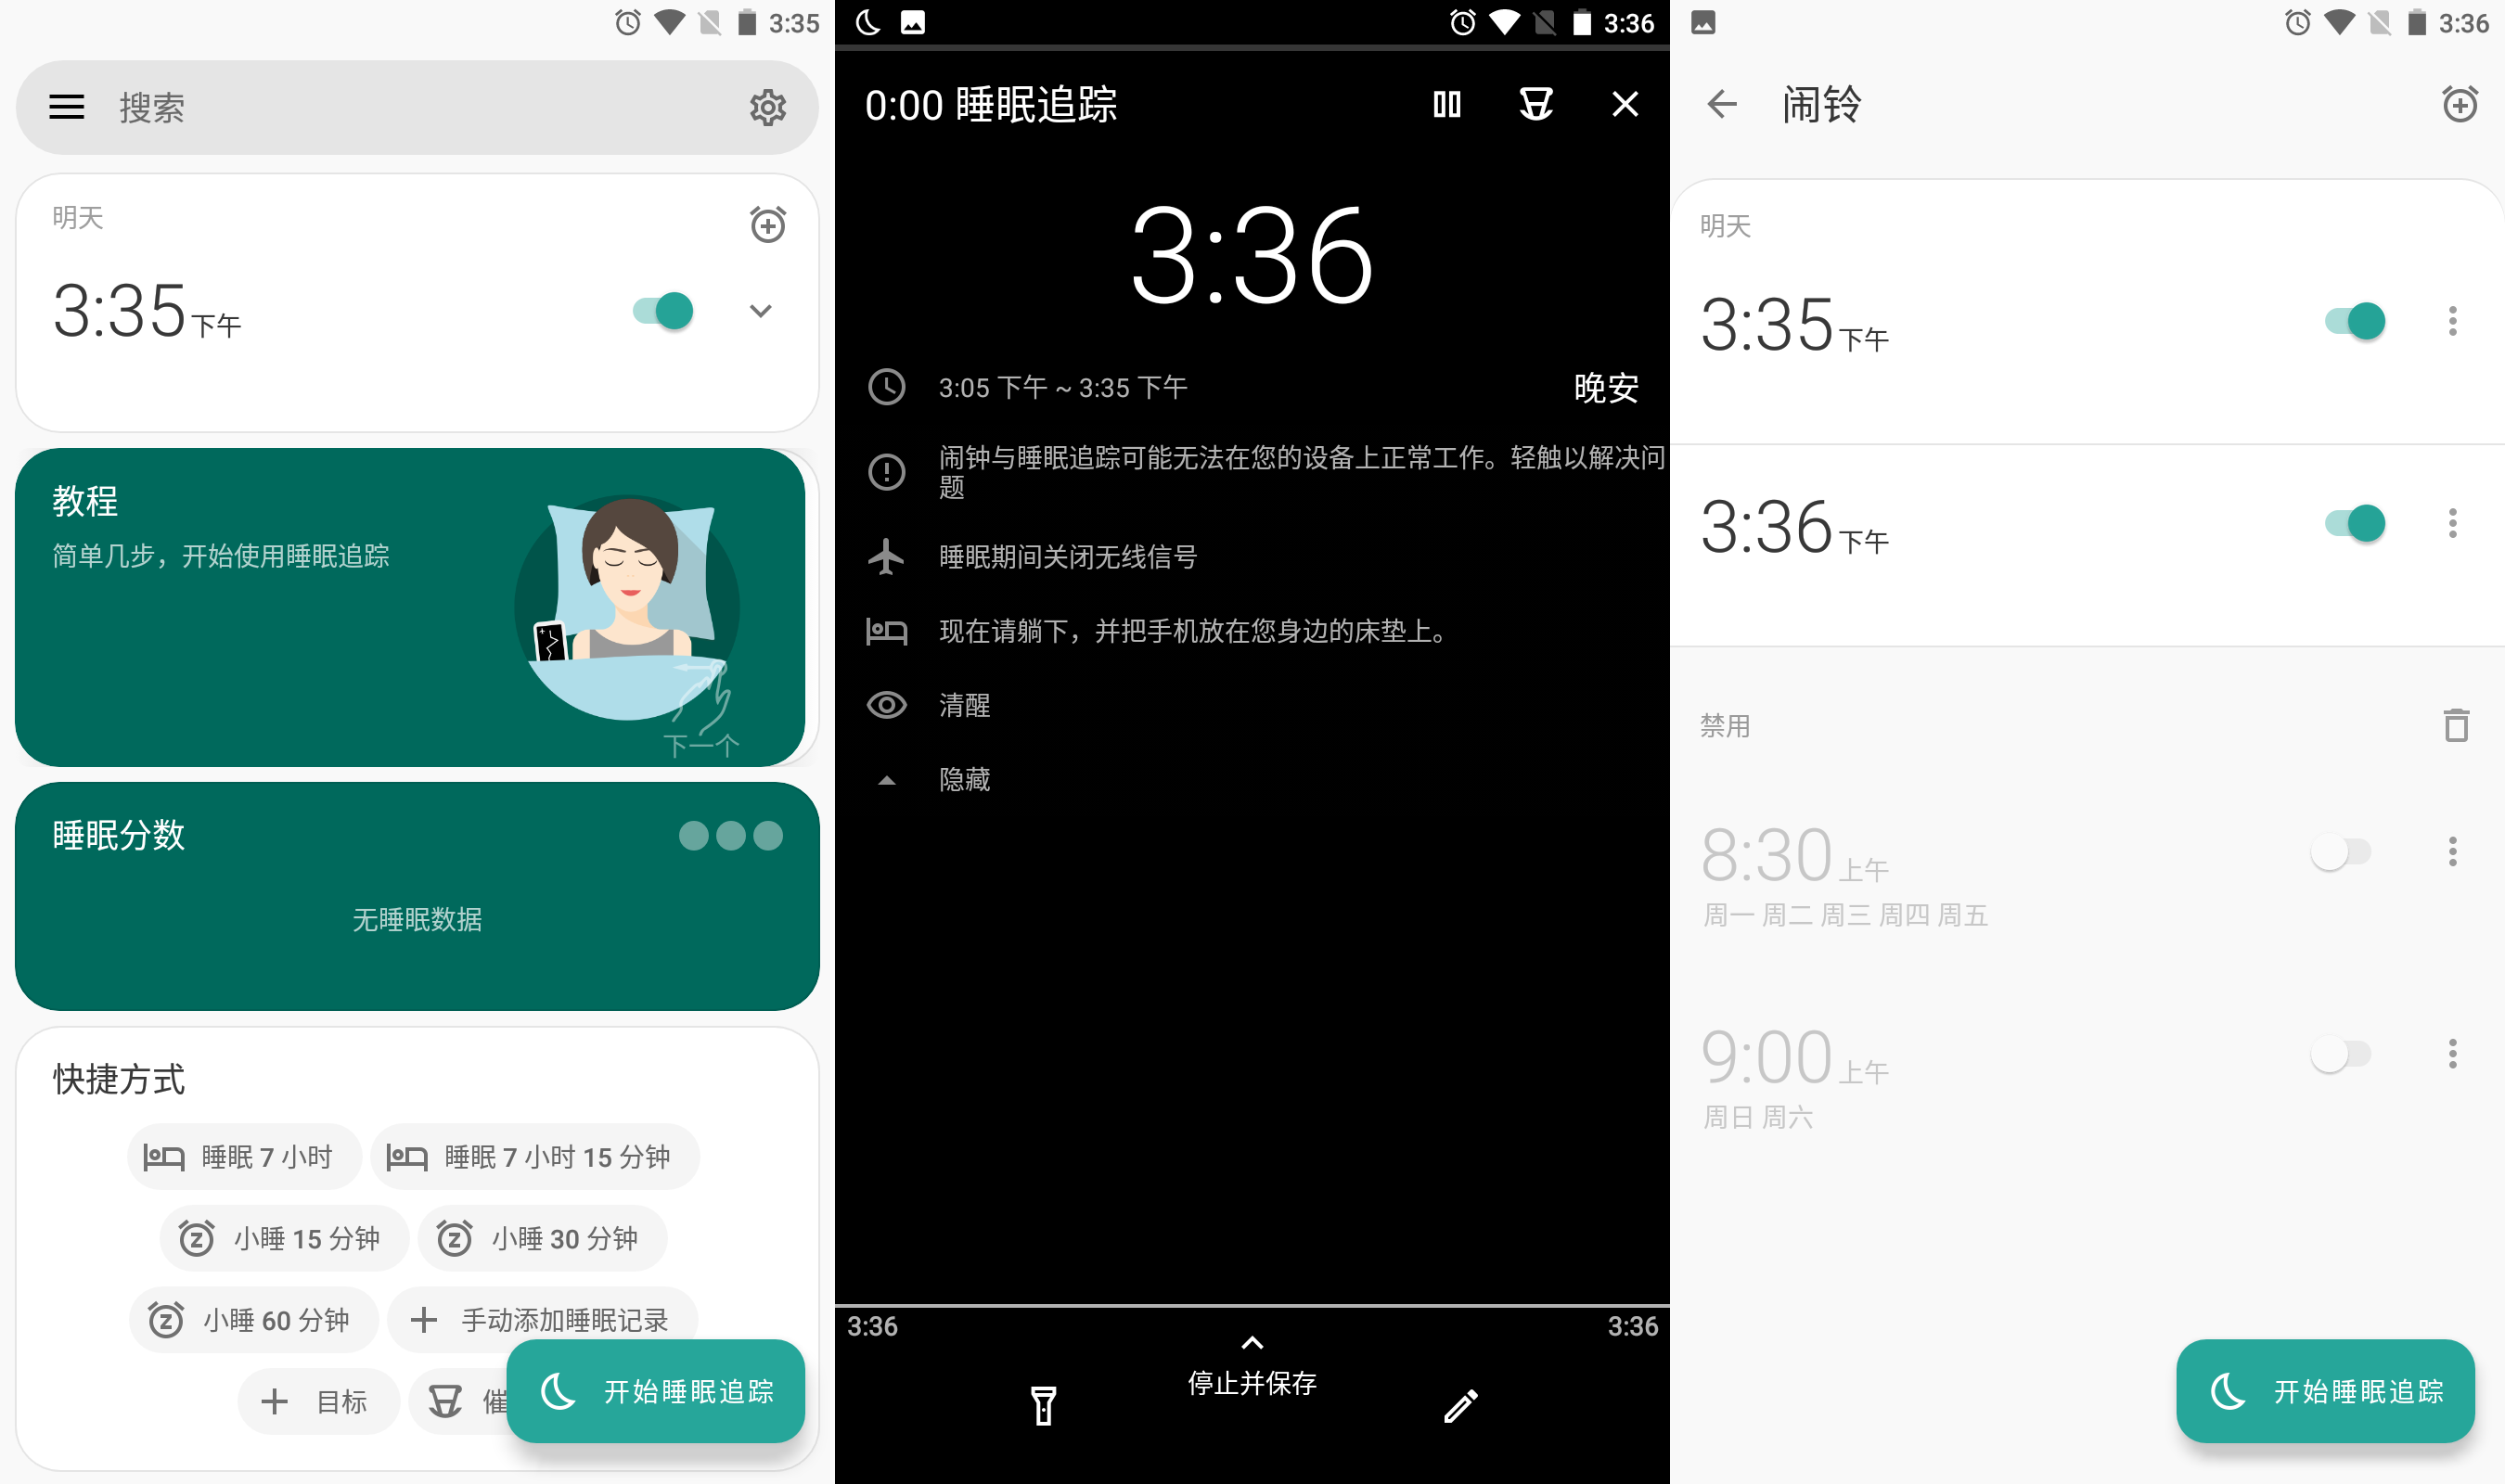 3:35
搜索
明天
3:35下午
教程
简单几步，开始使用睡眠追踪
下一个
睡眠分数
无睡眠数据
快捷方式
睡眠 7 小时
睡眠 7 小时 15 分钟
小睡 15 分钟
小睡 30 分钟
小睡 60 分钟
手动添加睡眠记录
目标
催
开始睡眠追踪
3:36
0:00 睡眠追踪
3:36
3:05 下午 ~ 3:35 下午
晚安
闹钟与睡眠追踪可能无法在您的设备上正常工作。轻触以解决问
题
睡眠期间关闭无线信号
现在请躺下，并把手机放在您身边的床垫上。
清醒
隐藏
3:36
3:36
停止并保存
3:36
闹铃
明天
3:35下午
3:36下午
禁用
8:30上午
周一 周二 周三 周四 周五
9:00上午
周日 周六
开始睡眠追踪